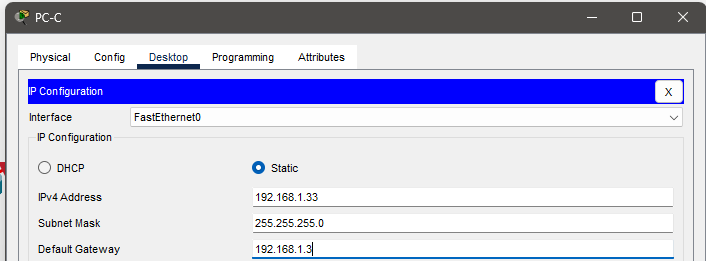 PC-C
Physical Config Desktop Programming Attributes
IP Configuration X
Interface FastEthernet0
IP Configuration
DHCP Static
IPv4 Address 192.168.1.33
Subnet Mask 255.255.255.0
Default Gateway 192.168.1.3